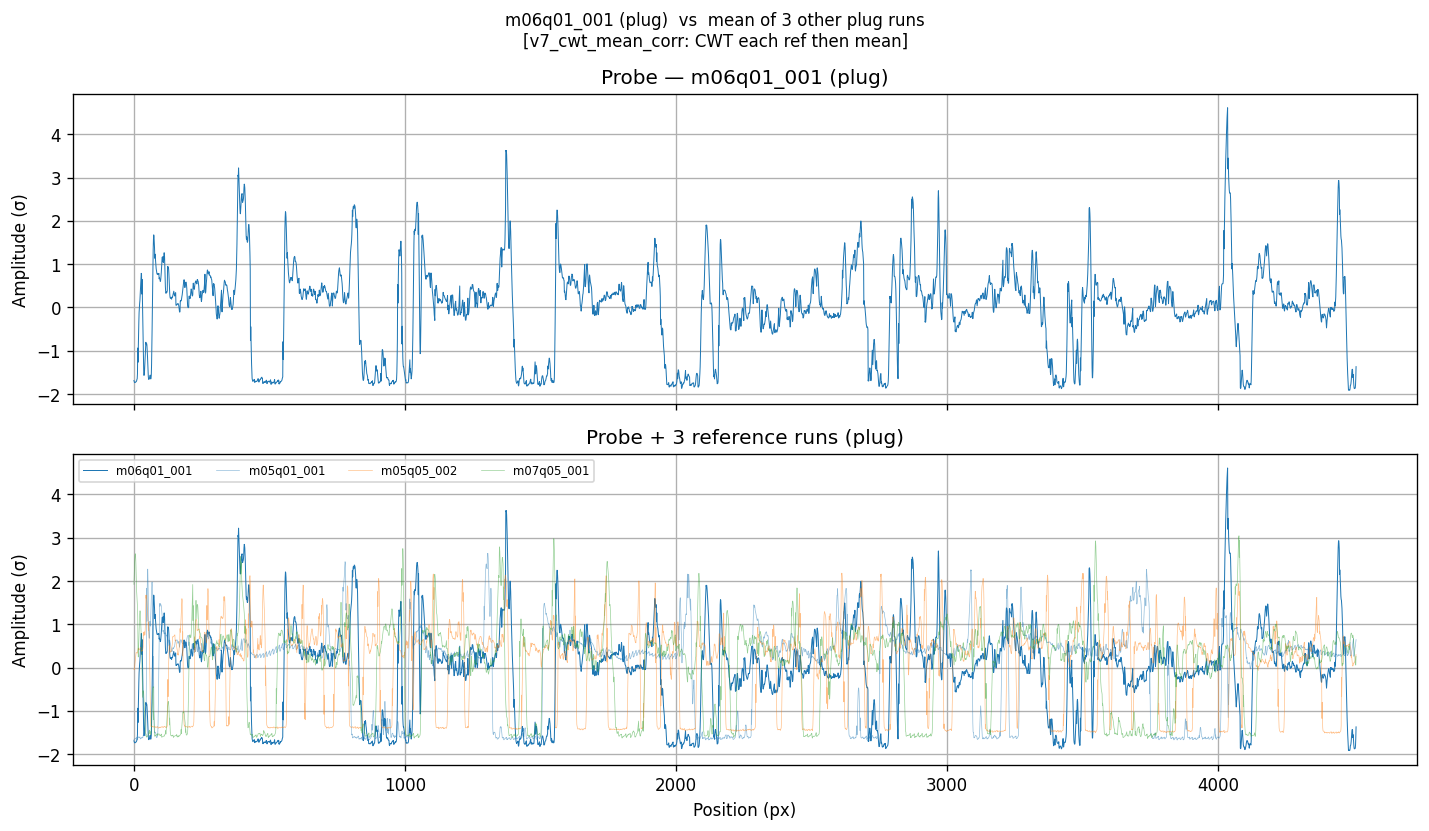 m06q01_001 (plug)  vs  mean of 3 other plug runs
[v7_cwt_mean_corr: CWT each ref then mean]
Probe — m06q01_001 (plug)
Amplitude (σ)
4
3
2
1
0
−1
−2
Probe + 3 reference runs (plug)
m06q01_001 m05q01_001 m05q05_002 m07q05_001
Amplitude (σ)
4
3
2
1
0
−1
−2
0 1000 2000 3000 4000
Position (px)